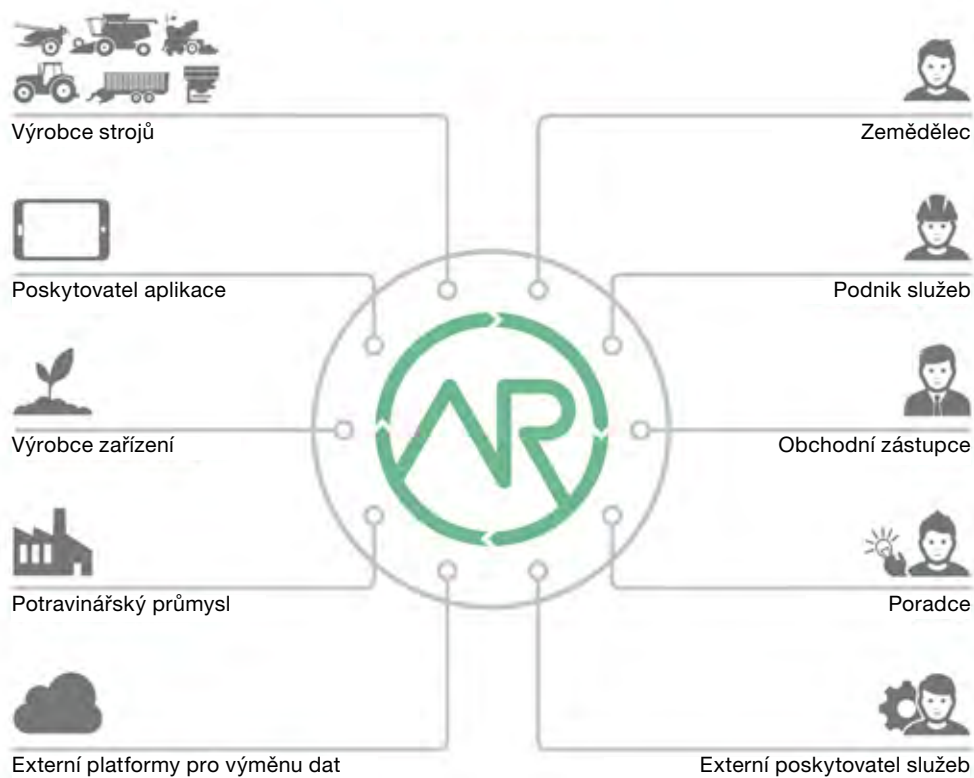 Výrobce strojů
Zemědělec
Poskytovatel aplikace
Podnik služeb
AR
Výrobce zařízení
Obchodní zástupce
Potravinářský průmysl
Poradce
Externí platformy pro výměnu dat
Externí poskytovatel služeb